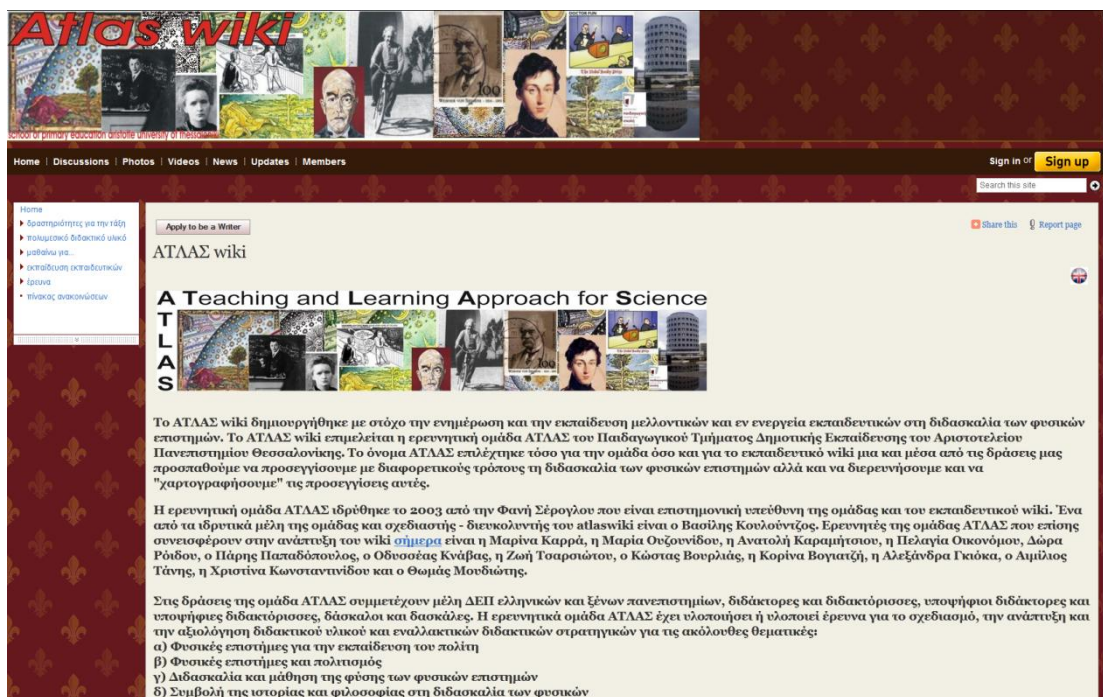 Atlas wiki
100
school of primary education aristotle university of thessaloniki
Home | Discussions | Photos | Videos | News | Updates | Members
Sign in or Sign up
Search this site
Home
δραστηριότητες για την τάξη
πολυμεσικό διδακτικό υλικό
μαθαίνω για...
εκπαίδευση εκπαιδευτικών
έρευνα
πίνακας ανακοινώσεων
Apply to be a Writer
Share this Report page
ΑΤΛΑΣ wiki
A Teaching and Learning Approach for Science
T
L
A
S
100
Το ΑΤΛΑΣ wiki δημιουργήθηκε με στόχο την ενημέρωση και την εκπαίδευση μελλοντικών και εν ενεργεία εκπαιδευτικών στη διδασκαλία των φυσικών
επιστημών. Το ΑΤΛΑΣ wiki επιμελείται η ερευνητική ομάδα ΑΤΛΑΣ του Παιδαγωγικού Τμήματος Δημοτικής Εκπαίδευσης του Αριστοτελείου
Πανεπιστημίου Θεσσαλονίκης. Το όνομα ΑΤΛΑΣ επιλέχτηκε τόσο για την ομάδα όσο και για το εκπαιδευτικό wiki μια και μέσα από τις δράσεις μας
προσπαθούμε να προσεγγίσουμε με διαφορετικούς τρόπους τη διδασκαλία των φυσικών επιστημών αλλά και να διερευνήσουμε και να
"χαρτογραφήσουμε" τις προσεγγίσεις αυτές.
Η ερευνητική ομάδα ΑΤΛΑΣ ιδρύθηκε το 2003 από την Φανή Σέρογλου που είναι επιστημονική υπεύθυνη της ομάδας και του εκπαιδευτικού wiki. Ένα
από τα ιδρυτικά μέλη της ομάδας και σχεδιαστής - διευκολυντής του atlaswiki είναι ο Βασίλης Κουλούντζος. Ερευνητές της ομάδας ΑΤΛΑΣ που επίσης
συνεισφέρουν στην ανάπτυξη του wiki σήμερα είναι η Μαρίνα Καρρά, η Μαρία Ουζουνίδου, η Ανατολή Καραμήτσιου, η Πελαγία Οικονόμου, Δώρα
Ρόιδου, ο Πάρης Παπαδόπουλος, ο Οδυσσέας Κνάβας, η Ζωή Τσαρσιώτου, ο Κώστας Βουρλιάς, η Κορίνα Βογιατζή, η Αλεξάνδρα Γκιόκα, ο Αιμίλιος
Τάνης, η Χριστίνα Κωνσταντινίδου και ο Θωμάς Μουδιώτης.
Στις δράσεις της ομάδα ΑΤΛΑΣ συμμετέχουν μέλη ΔΕΠ ελληνικών και ξένων πανεπιστημίων, διδάκτορες και διδακτόρισσες, υποψήφιοι διδάκτορες και
υποψήφιες διδακτόρισσες, δάσκαλοι και δασκάλες. Η ερευνητικά ομάδα ΑΤΛΑΣ έχει υλοποιήσει ή υλοποιεί έρευνα για το σχεδιασμό, την ανάπτυξη και
την αξιολόγηση διδακτικού υλικού και εναλλακτικών διδακτικών στρατηγικών για τις ακόλουθες θεματικές:
α) Φυσικές επιστήμες για την εκπαίδευση του πολίτη
β) Φυσικές επιστήμες και πολιτισμός
γ) Διδασκαλία και μάθηση της φύσης των φυσικών επιστημών
δ) Συμβολή της ιστορίας και φιλοσοφίας στη διδασκαλία των φυσικών